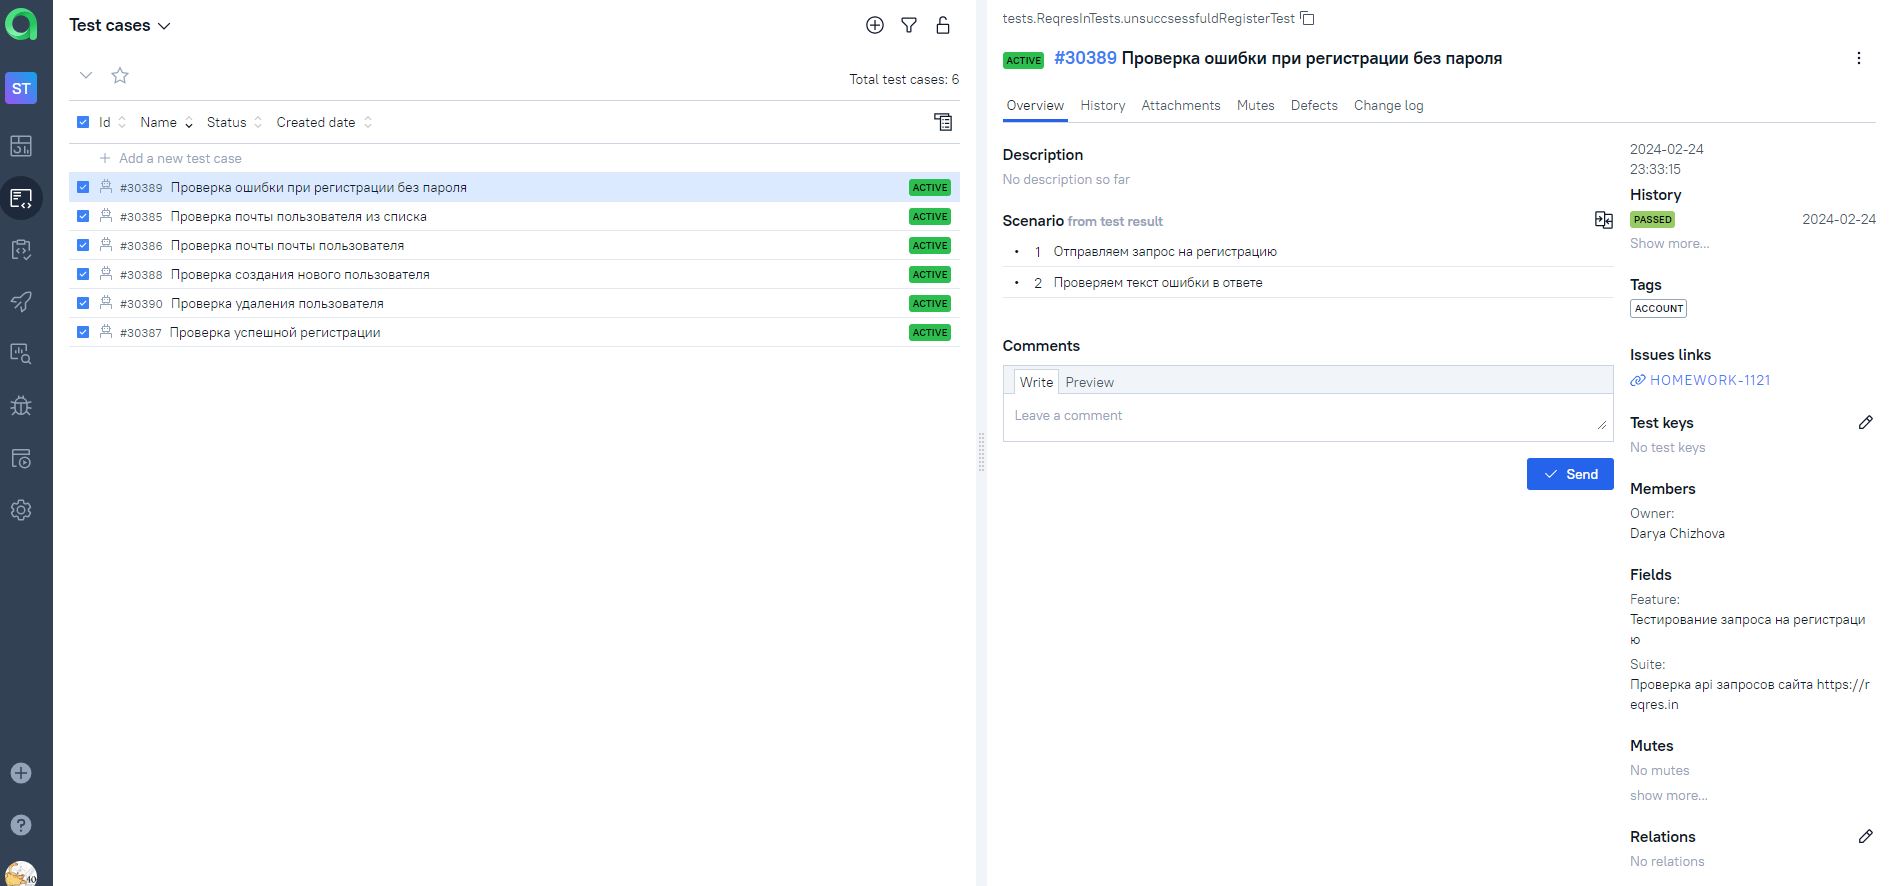 ST
Test cases
Total test cases: 6
Id Name Status Created date
Add a new test case
#30389 Проверка ошибки при регистрации без пароля ACTIVE
#30385 Проверка почты пользователя из списка ACTIVE
#30386 Проверка почты почты пользователя ACTIVE
#30388 Проверка создания нового пользователя ACTIVE
#30390 Проверка удаления пользователя ACTIVE
#30387 Проверка успешной регистрации ACTIVE
tests.ReqresInTests.unsuccsessfuldRegisterTest
ACTIVE #30389 Проверка ошибки при регистрации без пароля
Overview History Attachments Mutes Defects Change log
Description
No description so far
Scenario from test result
• 1 Отправляем запрос на регистрацию
• 2 Проверяем текст ошибки в ответе
Comments
Write Preview
Leave a comment
Send
2024-02-24
23:33:15
History
PASSED 2024-02-24
Show more...
Tags
ACCOUNT
Issues links
HOMEWORK-1121
Test keys
No test keys
Members
Owner:
Darya Chizhova
Fields
Feature:
Тестирование запроса на регистраци
ю
Suite:
Проверка api запросов сайта https://r
eqres.in
Mutes
No mutes
show more...
Relations
No relations